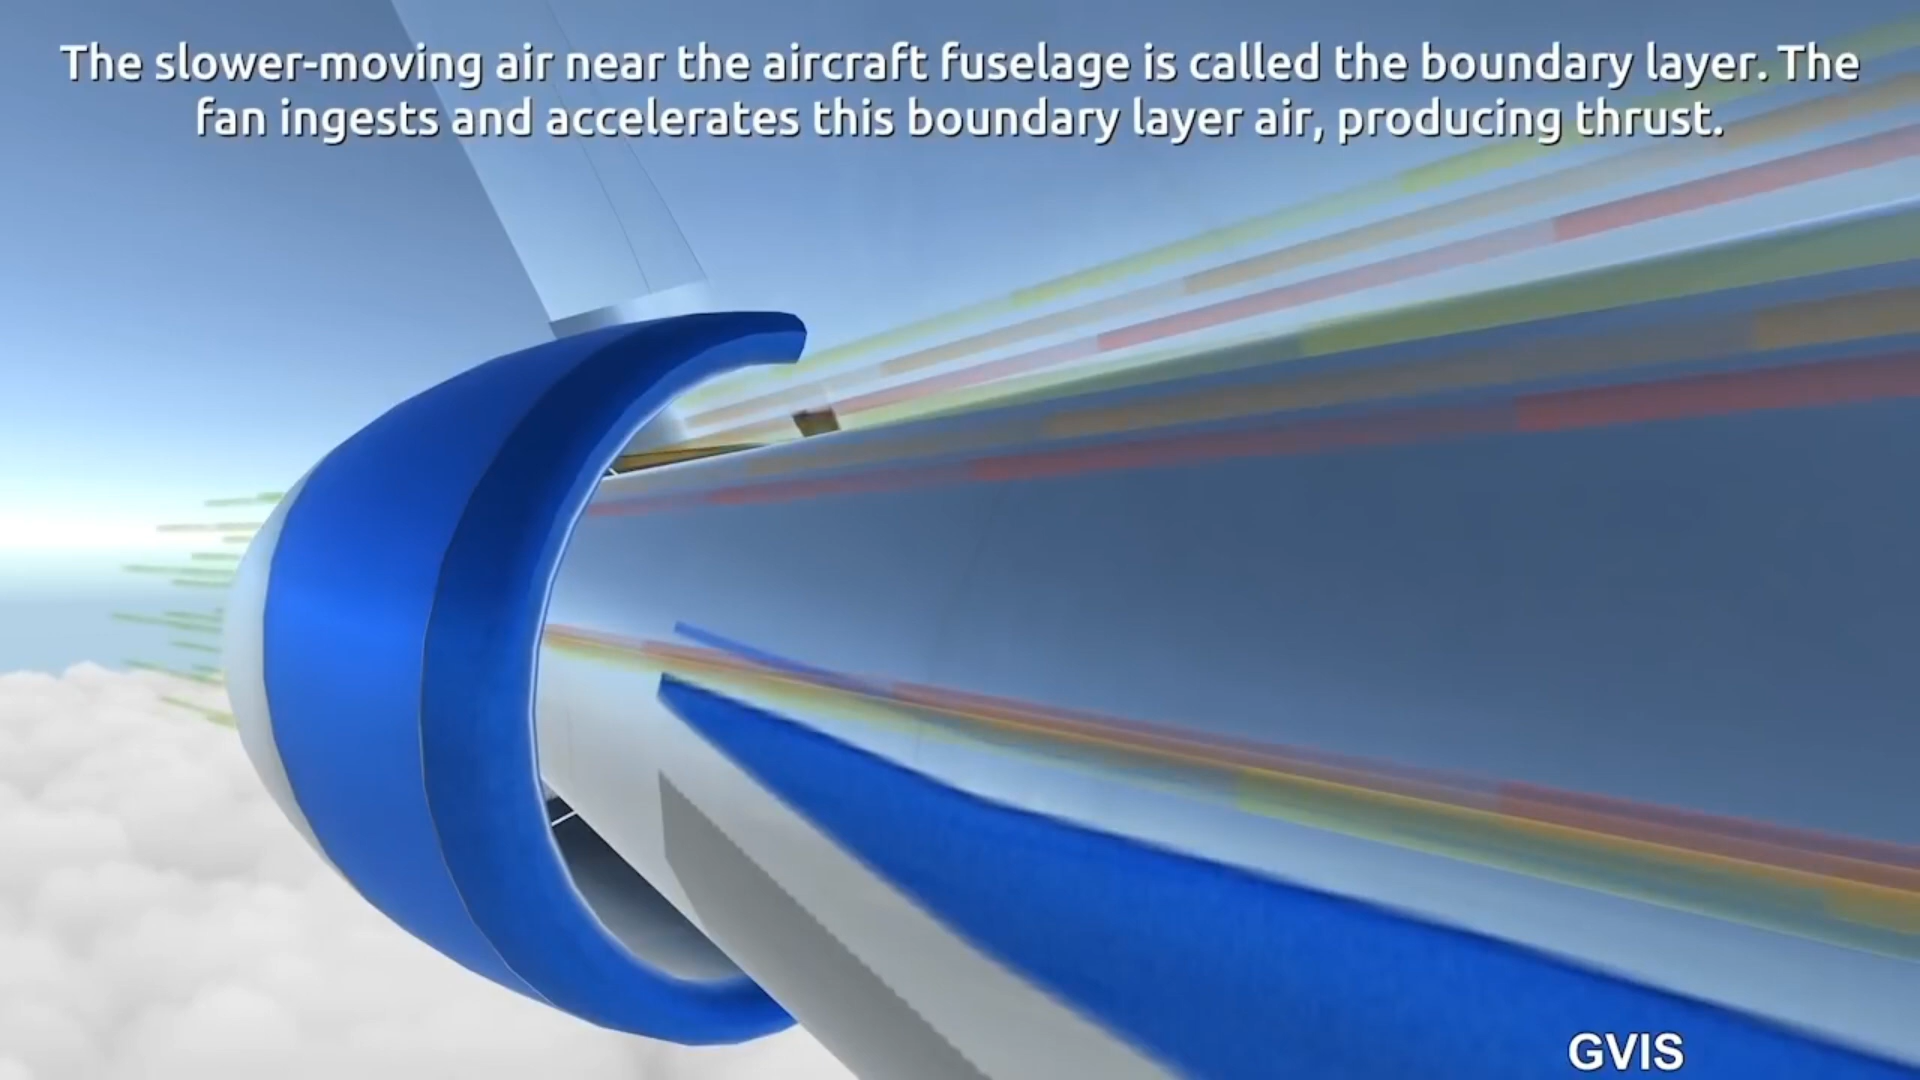 The slower-moving air near the aircraft fuselage is called the boundary layer. The
fan ingests and accelerates this boundary layer air, producing thrust.
GVIS